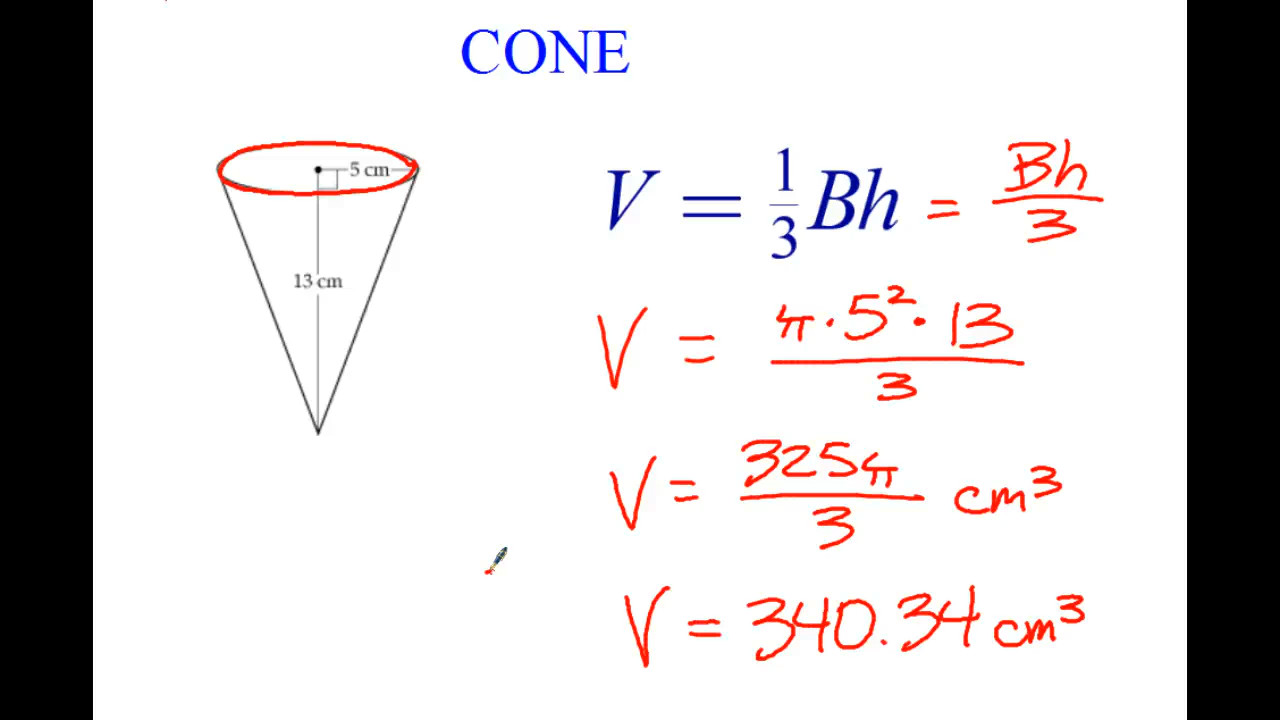 CONE
5 cm
13 cm
V = 1/3 Bh = Bh/3
V = π · 5² · 13 / 3
V = 325π / 3 cm³
V = 340.34 cm³